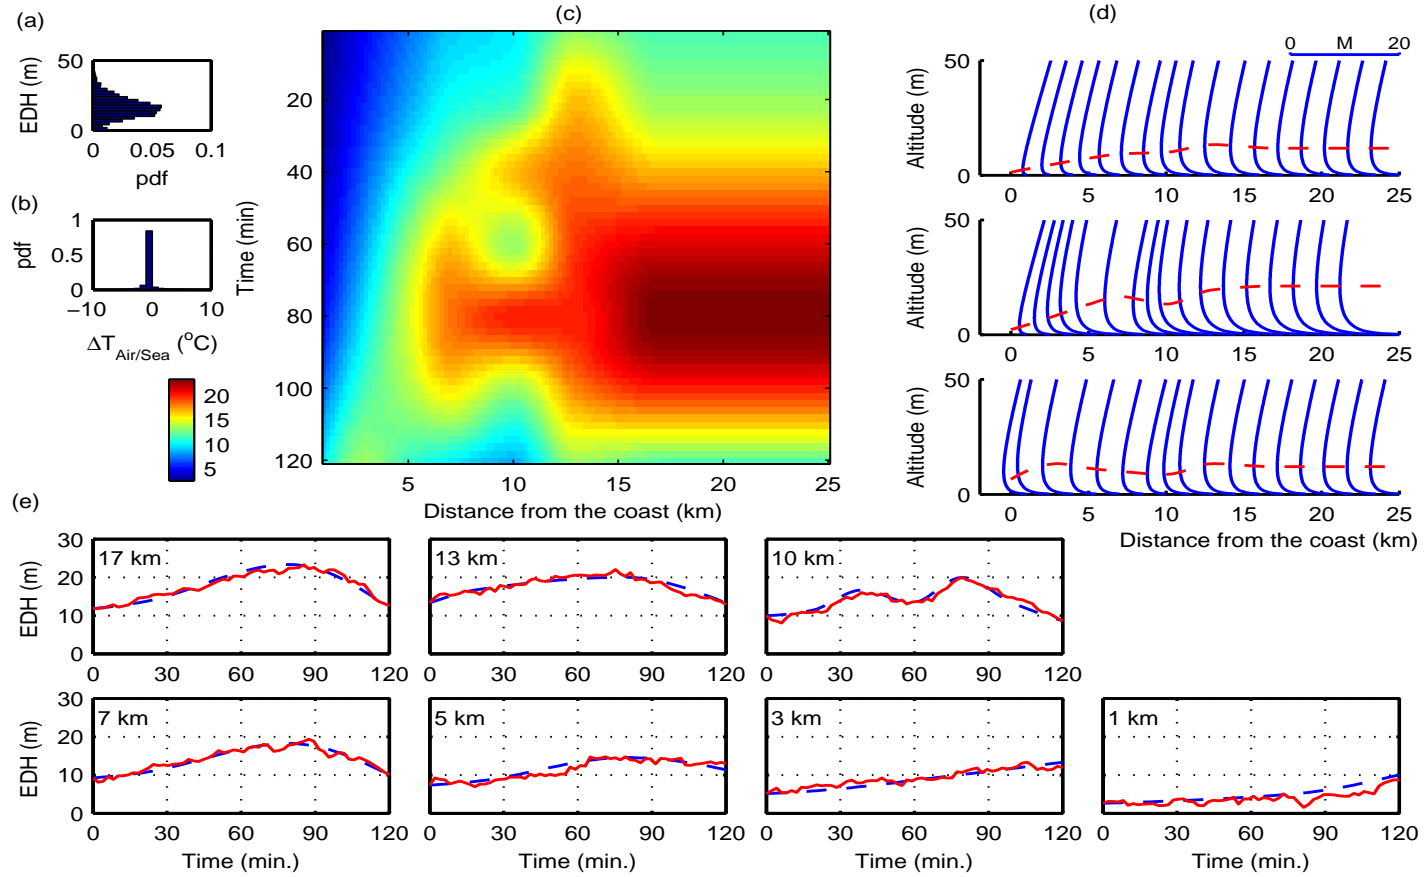 (a)
EDH (m)
50
0
0 0.05 0.1
pdf
(b)
pdf
1
0.5
0
−10 0 10
ΔT Air/Sea (°C)
20
15
10
5
(c)
Time (min)
20
40
60
80
100
120
5 10 15 20 25
Distance from the coast (km)
(d)
0 M 20
Altitude (m)
50
0
0 5 10 15 20 25
Altitude (m)
50
0
0 5 10 15 20 25
Altitude (m)
50
0
0 5 10 15 20 25
Distance from the coast (km)
(e)
EDH (m)
30
20
10
0
17 km
0 30 60 90 120
13 km
0 30 60 90 120
10 km
0 30 60 90 120
EDH (m)
30
20
10
0
7 km
0 30 60 90 120
Time (min.)
5 km
0 30 60 90 120
Time (min.)
3 km
0 30 60 90 120
Time (min.)
1 km
0 30 60 90 120
Time (min.)